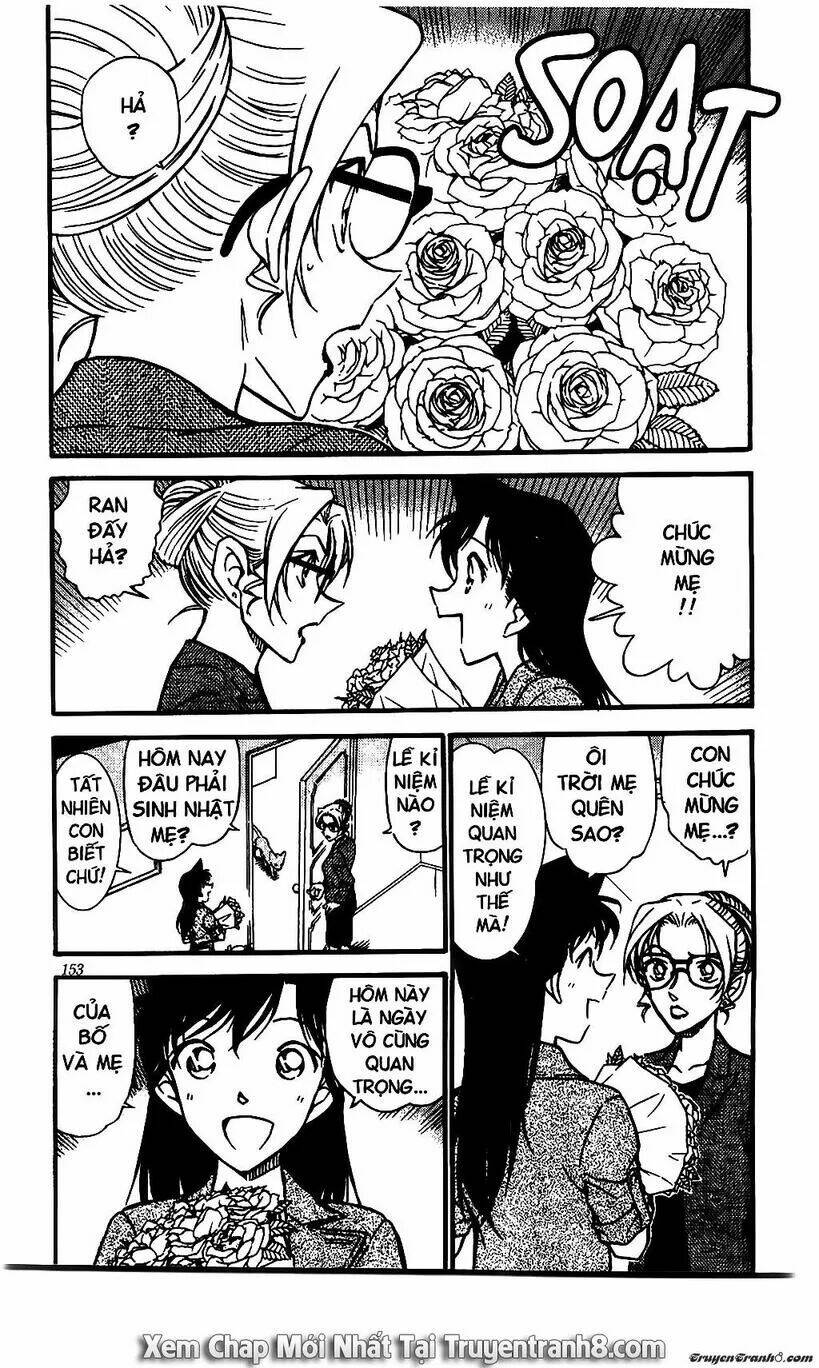 HẢ
?
SOẠT
CHÚC
MỪNG
MẸ
!!
RAN
ĐẤY
HẢ?
CON
CHÚC
MỪNG
MẸ...?
ÔI
TRỜI MẸ
QUÊN
SAO?
LỄ KỈ
NIỆM
QUAN
TRỌNG
NHƯ
THẾ
MÀ!
LỄ KỈ
NIỆM
NÀO
?
HÔM NAY
ĐÂU PHẢI
SINH NHẬT
MẸ?
TẤT
NHIÊN
CON
BIẾT
CHỨ!
153
HÔM NÀY
LÀ NGÀY
VÔ CÙNG
QUAN
TRỌNG...
CỦA
BỐ
VÀ MẸ
...
Xem Chap Mới Nhất Tại Truyentranh8.com
TruyenTranh8.com